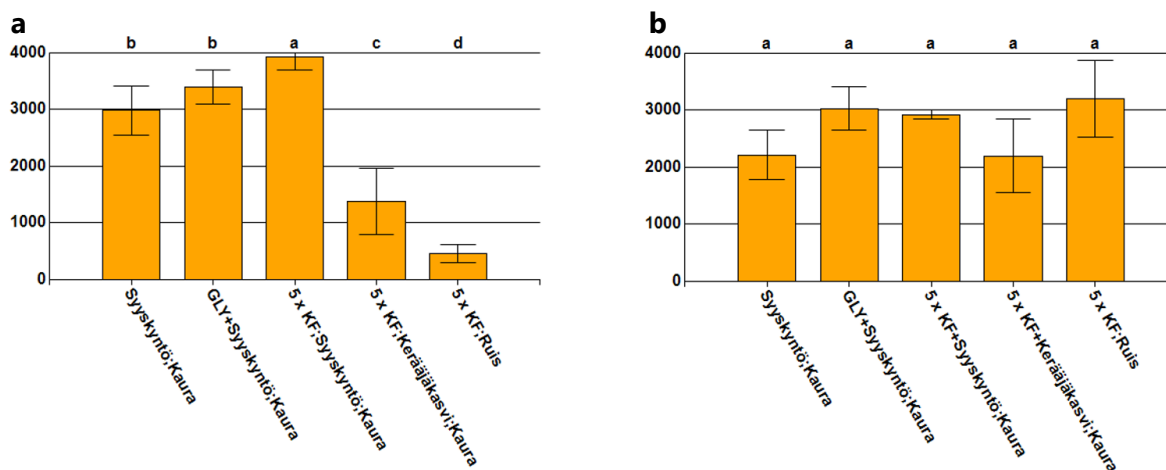 a
b b a c d
4000
3000
2000
1000
0
Syyskyntö;Kaura
GLY+Syyskyntö;Kaura
5 x KF;Syyskyntö;Kaura
5 x KF;Kerääjäkasvi;Kaura
5 x KF;Ruis
b
a a a a a
4000
3000
2000
1000
0
Syyskyntö;Kaura
GLY+Syyskyntö;Kaura
5 x KF+Syyskyntö;Kaura
5 x KF+Kerääjäkasvi;Kaura
5 x KF;Ruis